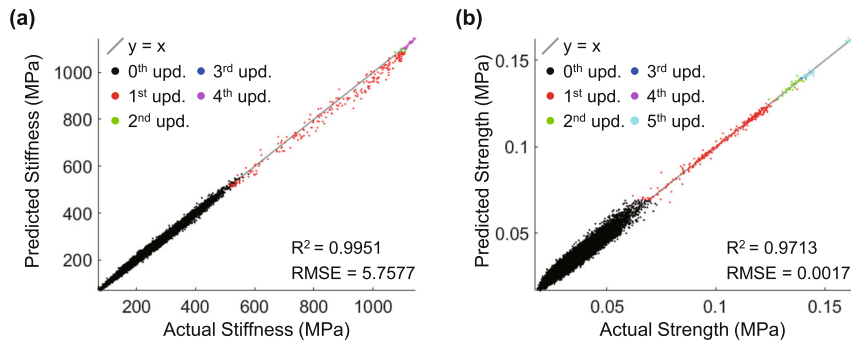 (a)
y = x
0th upd.
3rd upd.
1st upd.
4th upd.
2nd upd.
1000
800
600
400
200
Predicted Stiffness (MPa)
R2 = 0.9951
RMSE = 5.7577
200 400 600 800 1000
Actual Stiffness (MPa)
(b)
y = x
0th upd.
3rd upd.
1st upd.
4th upd.
2nd upd.
5th upd.
0.15
0.1
0.05
Predicted Strength (MPa)
R2 = 0.9713
RMSE = 0.0017
0.05 0.1 0.15
Actual Strength (MPa)